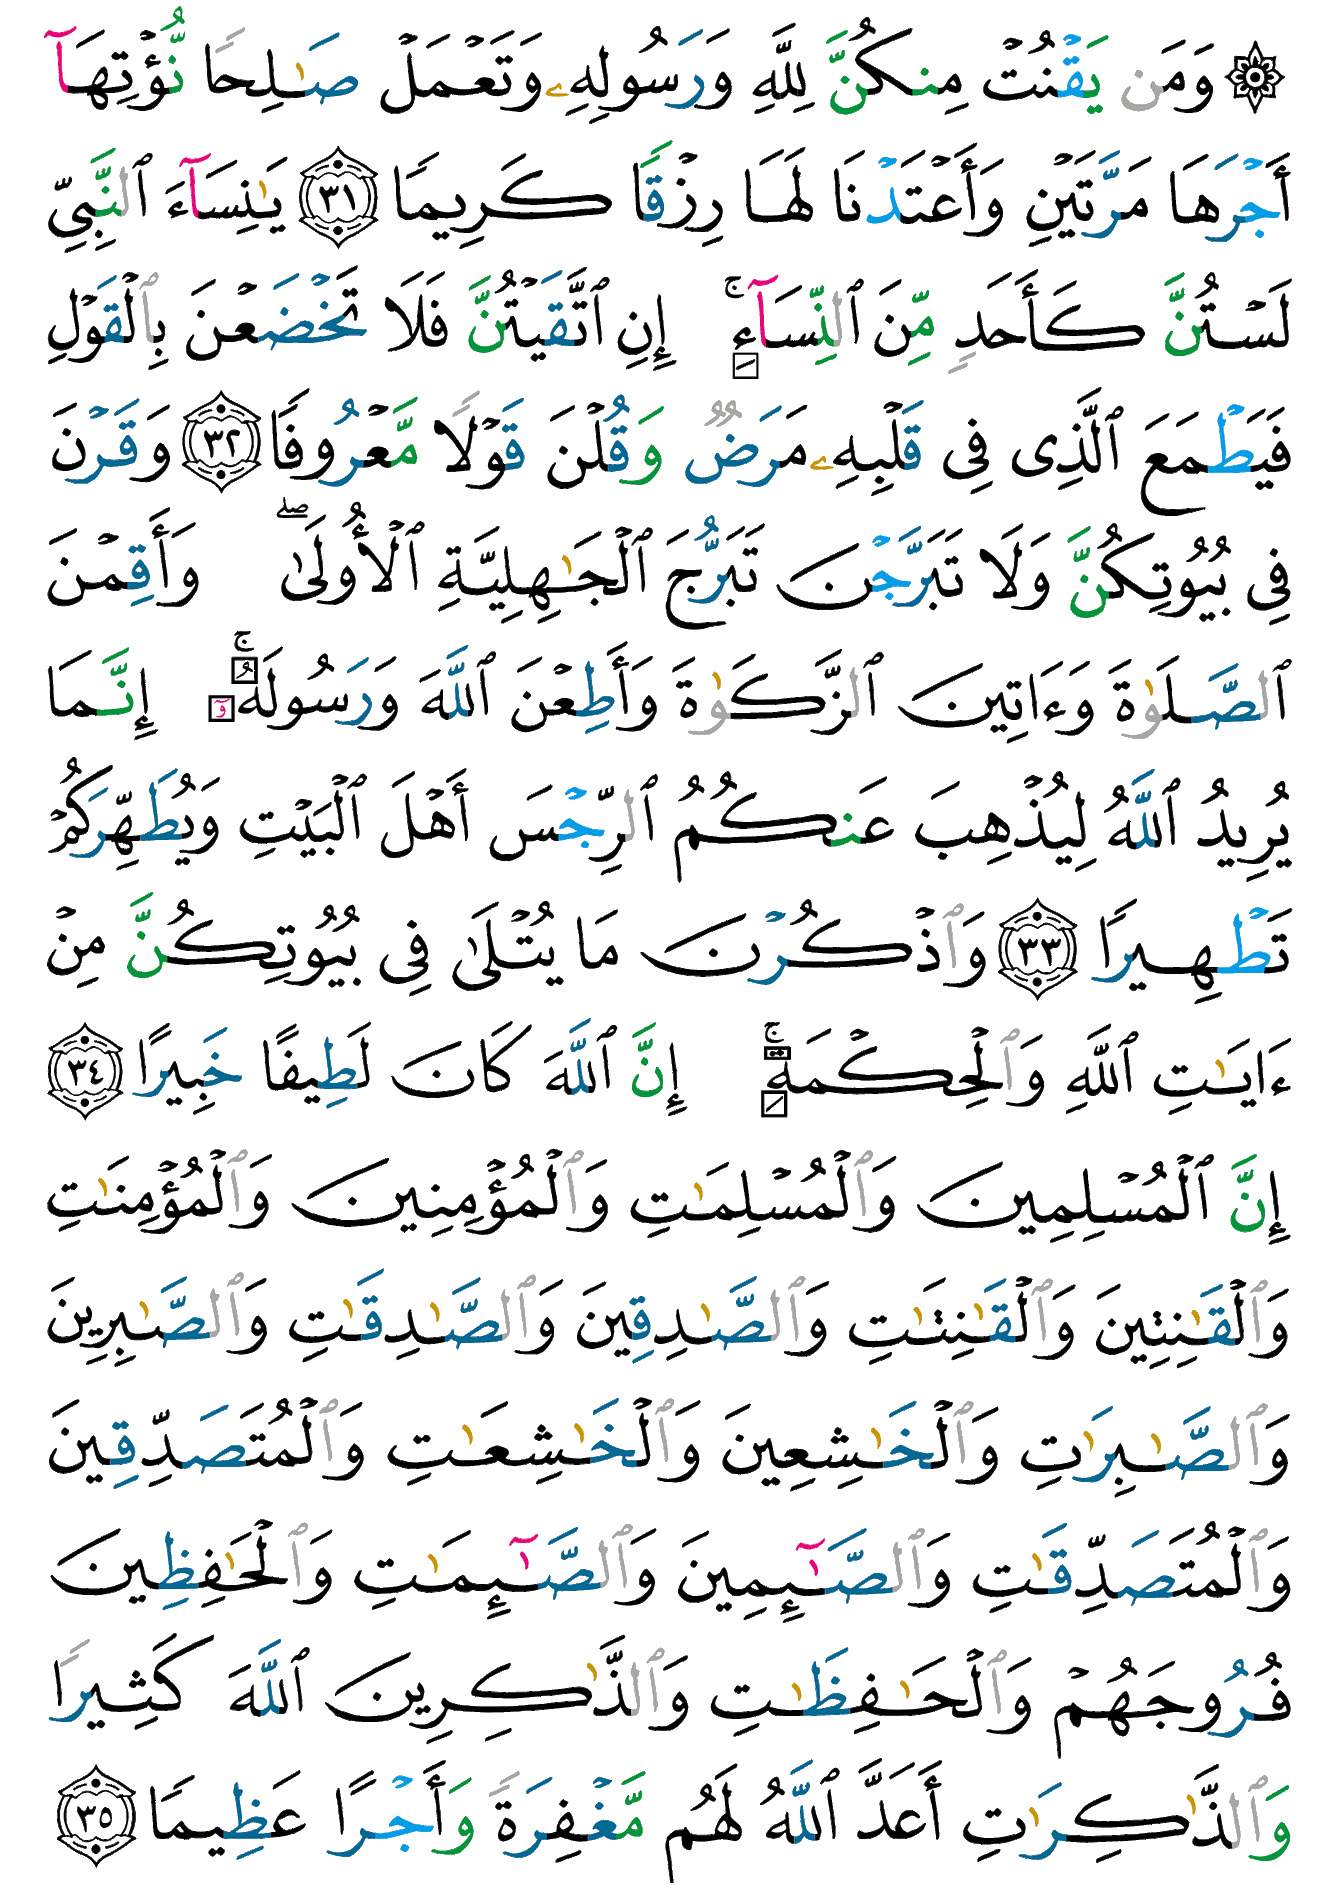 ۞ وَمَن يَقْنُتْ مِنكُنَّ لِلَّهِ وَرَسُولِهِۦ وَتَعْمَلْ صَـٰلِحًا نُّؤْتِهَآ
أَجْرَهَا مَرَّتَيْنِ وَأَعْتَدْنَا لَهَا رِزْقًا كَرِيمًا ٣١ يَـٰنِسَآءَ ٱلنَّبِىِّ
لَسْتُنَّ كَأَحَدٍ مِّنَ ٱلنِّسَآءِ ۚ إِنِ ٱتَّقَيْتُنَّ فَلَا تَخْضَعْنَ بِٱلْقَوْلِ
فَيَطْمَعَ ٱلَّذِى فِى قَلْبِهِۦ مَرَضٌ وَقُلْنَ قَوْلًا مَّعْرُوفًا ٣٢ وَقَرْنَ
فِى بُيُوتِكُنَّ وَلَا تَبَرَّجْنَ تَبَرُّجَ ٱلْجَـٰهِلِيَّةِ ٱلْأُولَىٰ ۖ وَأَقِمْنَ
ٱلصَّلَوٰةَ وَءَاتِينَ ٱلزَّكَوٰةَ وَأَطِعْنَ ٱللَّهَ وَرَسُولَهُۥٓ ۚ إِنَّمَا
يُرِيدُ ٱللَّهُ لِيُذْهِبَ عَنكُمُ ٱلرِّجْسَ أَهْلَ ٱلْبَيْتِ وَيُطَهِّرَكُمْ
تَطْهِيرًا ٣٣ وَٱذْكُرْنَ مَا يُتْلَىٰ فِى بُيُوتِكُنَّ مِنْ
ءَايَـٰتِ ٱللَّهِ وَٱلْحِكْمَةِ ۚ إِنَّ ٱللَّهَ كَانَ لَطِيفًا خَبِيرًا ٣٤
إِنَّ ٱلْمُسْلِمِينَ وَٱلْمُسْلِمَـٰتِ وَٱلْمُؤْمِنِينَ وَٱلْمُؤْمِنَـٰتِ
وَٱلْقَـٰنِتِينَ وَٱلْقَـٰنِتَـٰتِ وَٱلصَّـٰدِقِينَ وَٱلصَّـٰدِقَـٰتِ وَٱلصَّـٰبِرِينَ
وَٱلصَّـٰبِرَٰتِ وَٱلْخَـٰشِعِينَ وَٱلْخَـٰشِعَـٰتِ وَٱلْمُتَصَدِّقِينَ
وَٱلْمُتَصَدِّقَـٰتِ وَٱلصَّـٰٓئِمِينَ وَٱلصَّـٰٓئِمَـٰتِ وَٱلْحَـٰفِظِينَ
فُرُوجَهُمْ وَٱلْحَـٰفِظَـٰتِ وَٱلذَّٰكِرِينَ ٱللَّهَ كَثِيرًا
وَٱلذَّٰكِرَٰتِ أَعَدَّ ٱللَّهُ لَهُم مَّغْفِرَةً وَأَجْرًا عَظِيمًا ٣٥